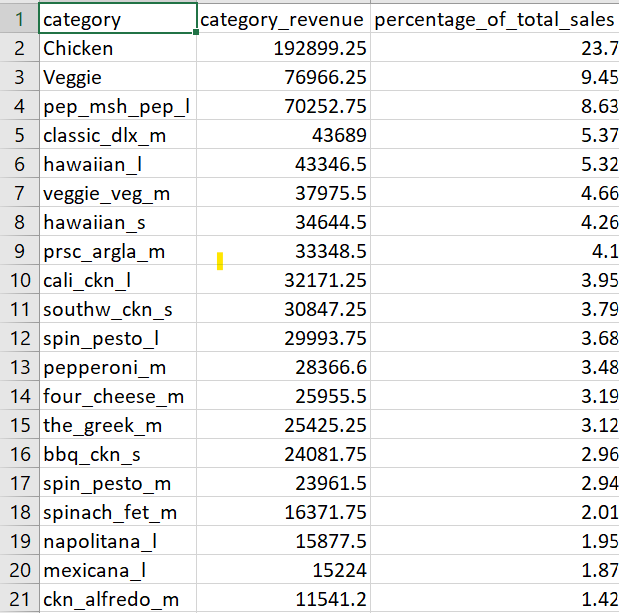 1 category category_revenue percentage_of_total_sales
2 Chicken 192899.25 23.7
3 Veggie 76966.25 9.45
4 pep_msh_pep_l 70252.75 8.63
5 classic_dlx_m 43689 5.37
6 hawaiian_l 43346.5 5.32
7 veggie_veg_m 37975.5 4.66
8 hawaiian_s 34644.5 4.26
9 prsc_argla_m 33348.5 4.1
10 cali_ckn_l 32171.25 3.95
11 southw_ckn_s 30847.25 3.79
12 spin_pesto_l 29993.75 3.68
13 pepperoni_m 28366.6 3.48
14 four_cheese_m 25955.5 3.19
15 the_greek_m 25425.25 3.12
16 bbq_ckn_s 24081.75 2.96
17 spin_pesto_m 23961.5 2.94
18 spinach_fet_m 16371.75 2.01
19 napolitana_l 15877.5 1.95
20 mexicana_l 15224 1.87
21 ckn_alfredo_m 11541.2 1.42